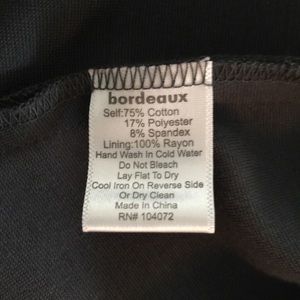 bordeaux
Self:75% Cotton
17% Polyester
8% Spandex
Lining:100% Rayon
Hand Wash In Cold Water
Do Not Bleach
Lay Flat To Dry
Cool Iron On Reverse Side
Or Dry Clean
Made In China
RN# 104072